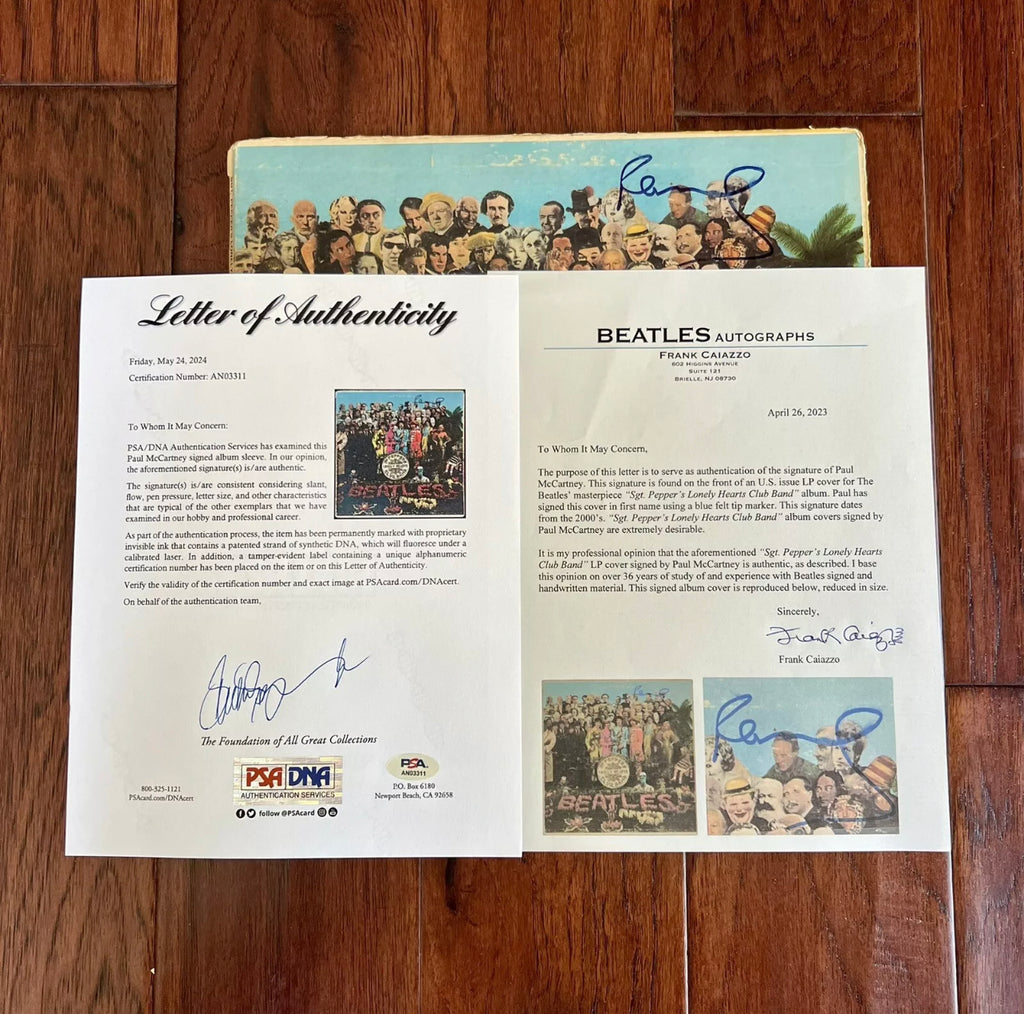 Paul
Letter of Authenticity
Friday, May 24, 2024
Certification Number: AN03311
To Whom It May Concern:
PSA/DNA Authentication Services has examined this
Paul McCartney signed album sleeve. In our opinion,
the aforementioned signature(s) is/are authentic.
The signature(s) is/are consistent considering slant,
flow, pen pressure, letter size, and other characteristics
that are typical of the other exemplars that we have
examined in our hobby and professional career.
As part of the authentication process, the item has been permanently marked with proprietary
invisible ink that contains a patented strand of synthetic DNA, which will fluoresce under a
calibrated laser. In addition, a tamper-evident label containing a unique alphanumeric
certification number has been placed on the item or on this Letter of Authenticity.
Verify the validity of the certification number and exact image at PSAcard.com/DNAcert.
On behalf of the authentication team,
The Foundation of All Great Collections
800-325-1121
PSAcard.com/DNAcert
PSA DNA
AUTHENTICATION SERVICES
follow @PSAcard
PSA
AN03311
P.O. Box 6180
Newport Beach, CA 92658
BEATLES
BEATLES AUTOGRAPHS
FRANK CAIAZZO
602 HIGGINS AVENUE
SUITE 121
BRIELLE, NJ 08730
April 26, 2023
To Whom It May Concern,
The purpose of this letter is to serve as authentication of the signature of Paul
McCartney. This signature is found on the front of an U.S. issue LP cover for The
Beatles' masterpiece "Sgt. Pepper's Lonely Hearts Club Band" album. Paul has
signed this cover in first name using a blue felt tip marker. This signature dates
from the 2000's. "Sgt. Pepper's Lonely Hearts Club Band" album covers signed by
Paul McCartney are extremely desirable.
It is my professional opinion that the aforementioned "Sgt. Pepper's Lonely Hearts
Club Band" LP cover signed by Paul McCartney is authentic, as described. I base
this opinion on over 36 years of study of and experience with Beatles signed and
handwritten material. This signed album cover is reproduced below, reduced in size.
Sincerely,
Frank Caiazzo
Frank Caiazzo
BEATLES
Paul